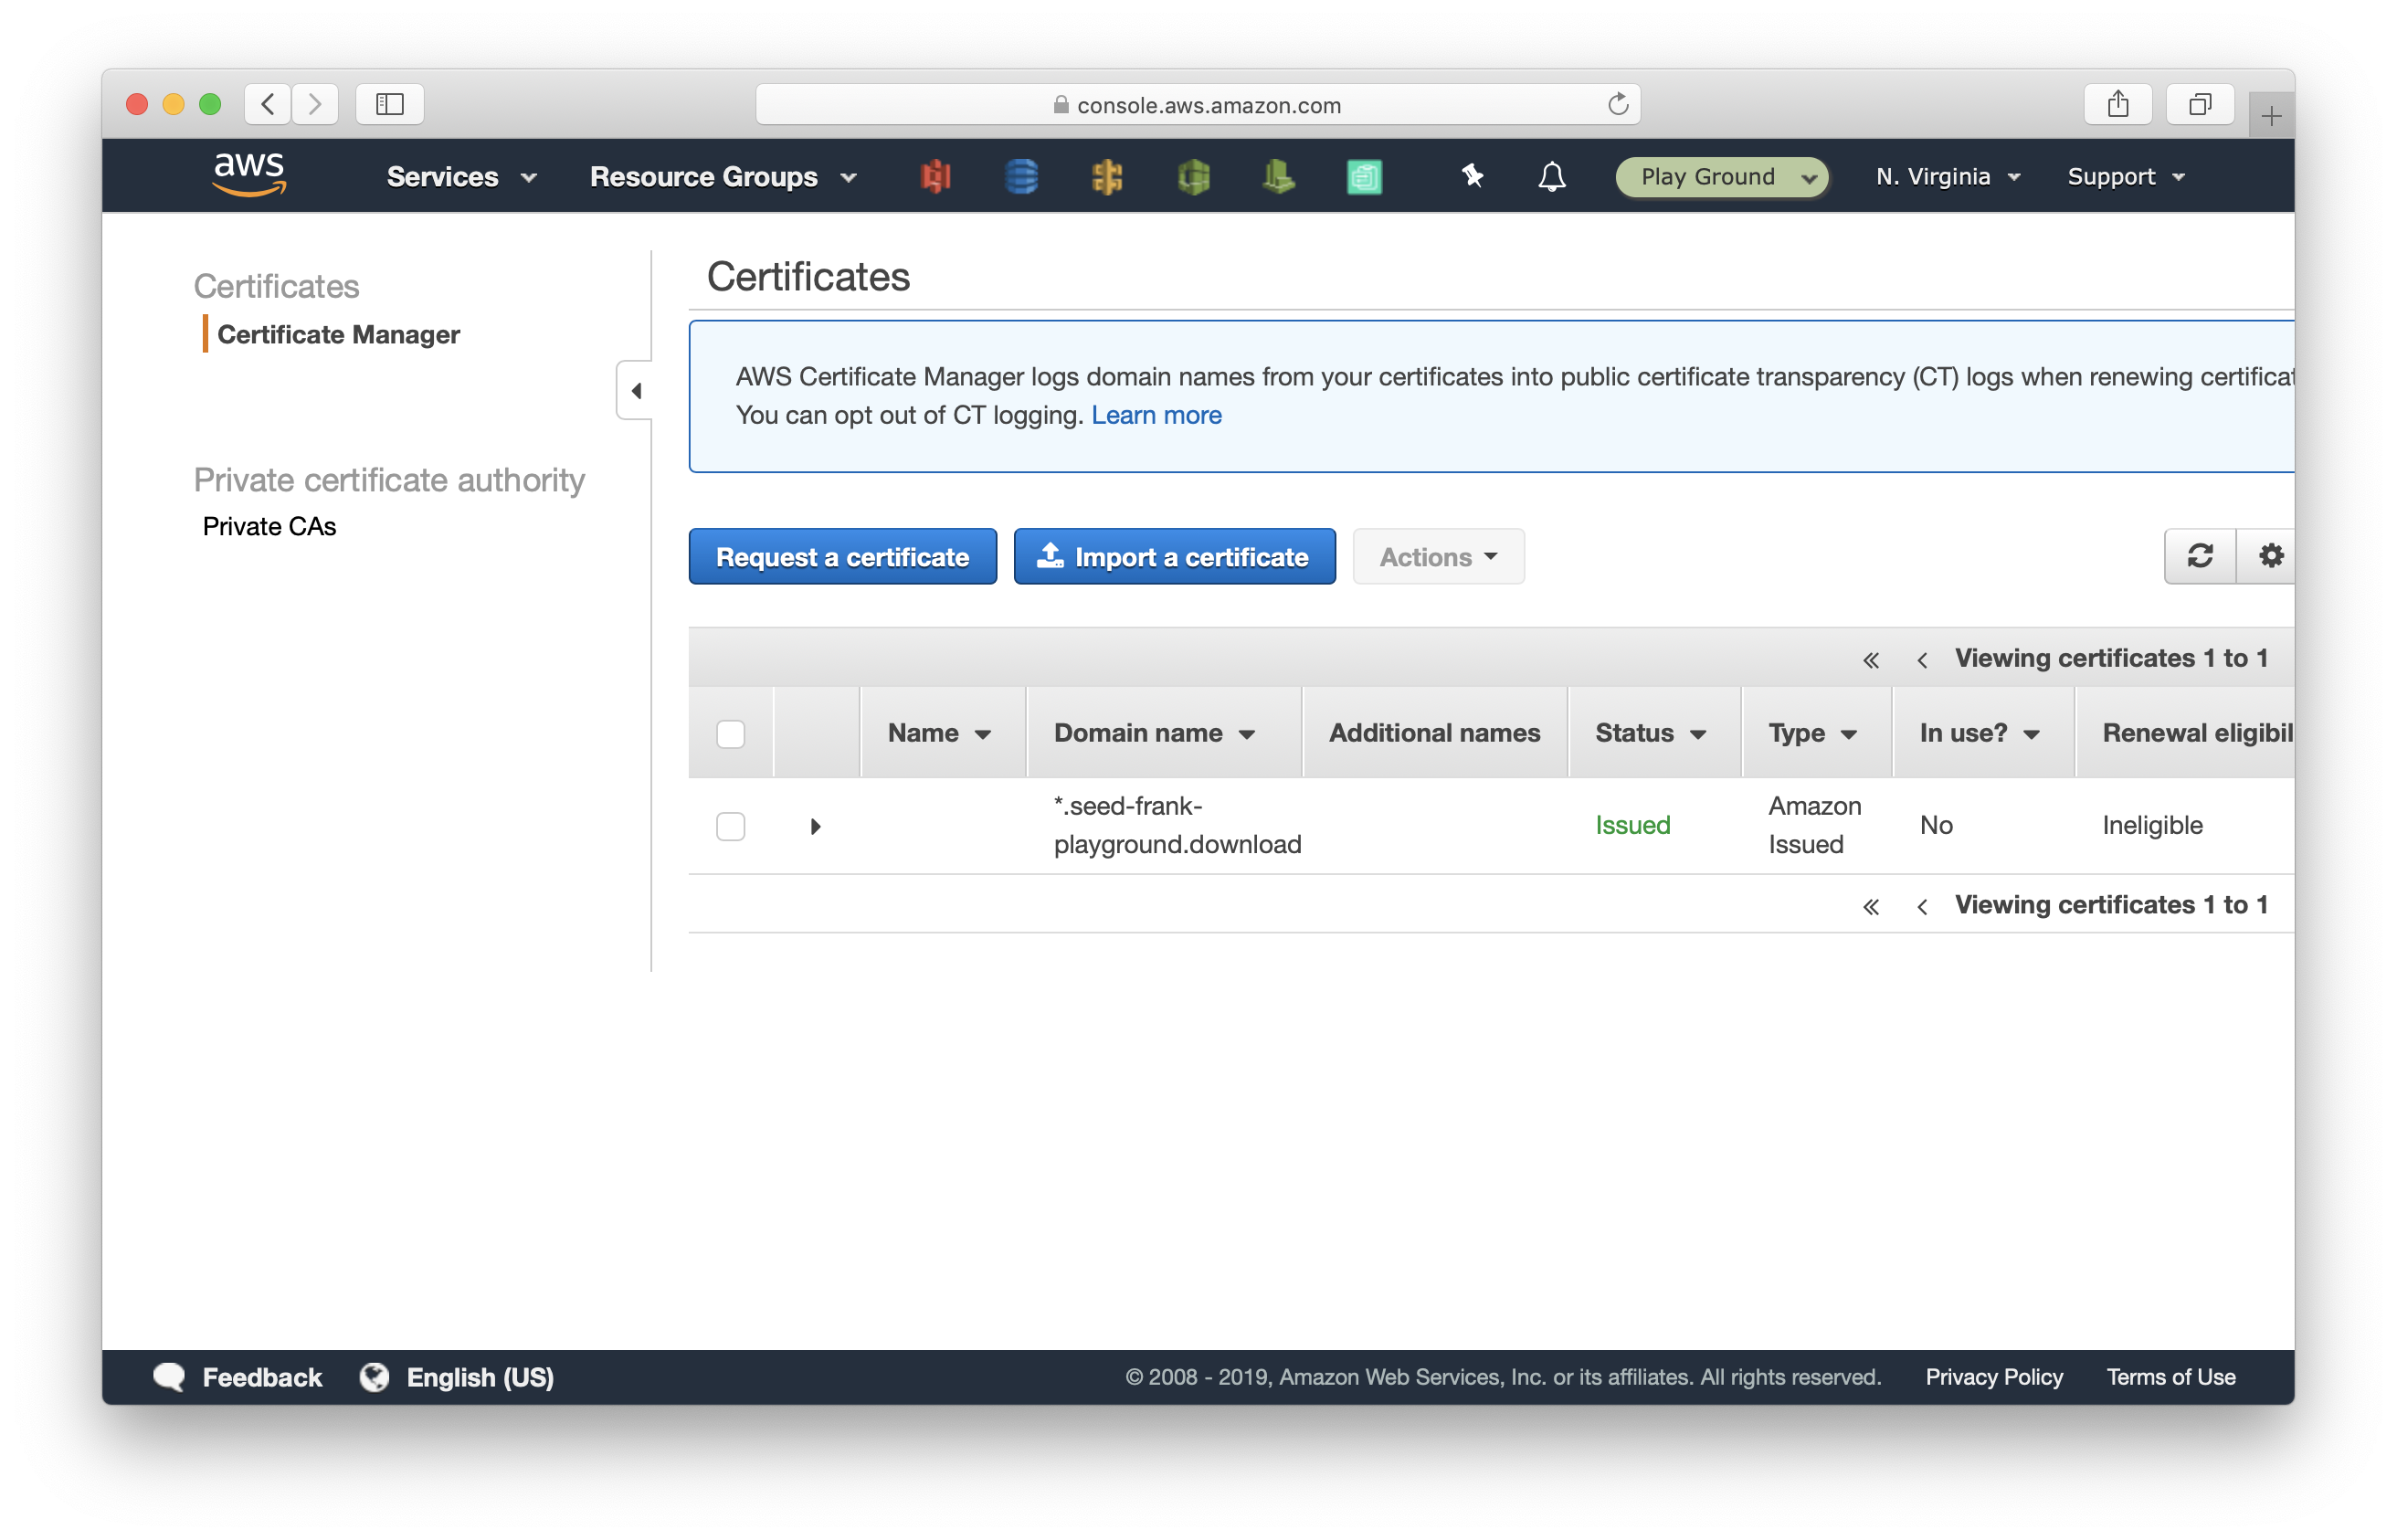 console.aws.amazon.com
aws
Services
Resource Groups
Play Ground
N. Virginia
Support
Certificates
Certificate Manager
Private certificate authority
Private CAs
Certificates
AWS Certificate Manager logs domain names from your certificates into public certificate transparency (CT) logs when renewing certificat
You can opt out of CT logging. Learn more
Request a certificate
Import a certificate
Actions
« ‹ Viewing certificates 1 to 1
Name
Domain name
Additional names
Status
Type
In use?
Renewal eligibil
*.seed-frank-
playground.download
Issued
Amazon
Issued
No
Ineligible
« ‹ Viewing certificates 1 to 1
Feedback
English (US)
© 2008 - 2019, Amazon Web Services, Inc. or its affiliates. All rights reserved.
Privacy Policy
Terms of Use